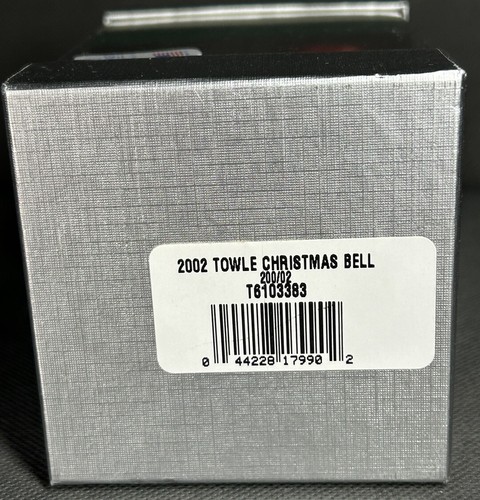 2002 TOWLE CHRISTMAS BELL
200/02
T6103383
0 44228 17990 2